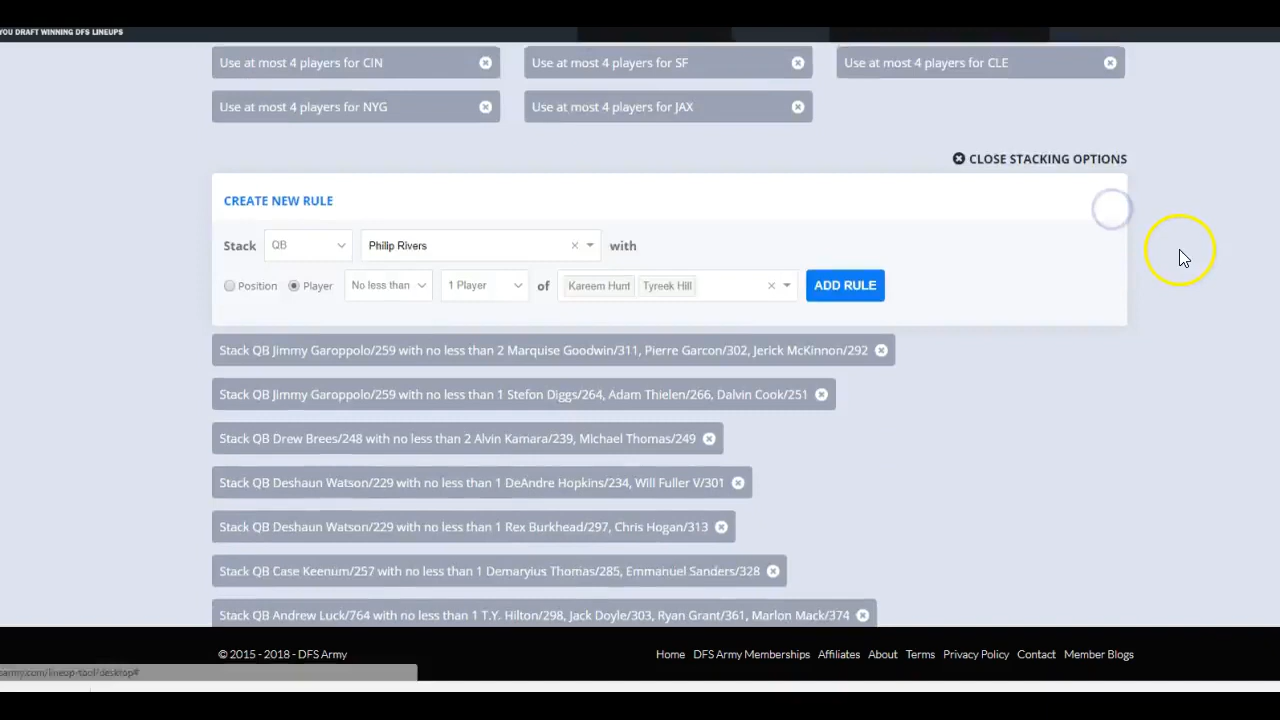 YOU DRAFT WINNING DFS LINEUPS
Use at most 4 players for CIN
Use at most 4 players for SF
Use at most 4 players for CLE
Use at most 4 players for NYG
Use at most 4 players for JAX
CLOSE STACKING OPTIONS
CREATE NEW RULE
Stack QB Philip Rivers with
Position Player No less than 1 Player of Kareem Hunt Tyreek Hill ADD RULE
Stack QB Jimmy Garoppolo/259 with no less than 2 Marquise Goodwin/311, Pierre Garcon/302, Jerick McKinnon/292
Stack QB Jimmy Garoppolo/259 with no less than 1 Stefon Diggs/264, Adam Thielen/266, Dalvin Cook/251
Stack QB Drew Brees/248 with no less than 2 Alvin Kamara/239, Michael Thomas/249
Stack QB Deshaun Watson/229 with no less than 1 DeAndre Hopkins/234, Will Fuller V/301
Stack QB Deshaun Watson/229 with no less than 1 Rex Burkhead/297, Chris Hogan/313
Stack QB Case Keenum/257 with no less than 1 Demaryius Thomas/285, Emmanuel Sanders/328
Stack QB Andrew Luck/764 with no less than 1 T.Y. Hilton/298, Jack Doyle/303, Ryan Grant/361, Marlon Mack/374
© 2015 - 2018 - DFS Army
Home DFS Army Memberships Affiliates About Terms Privacy Policy Contact Member Blogs
army.com/lineup-tool/desktop#